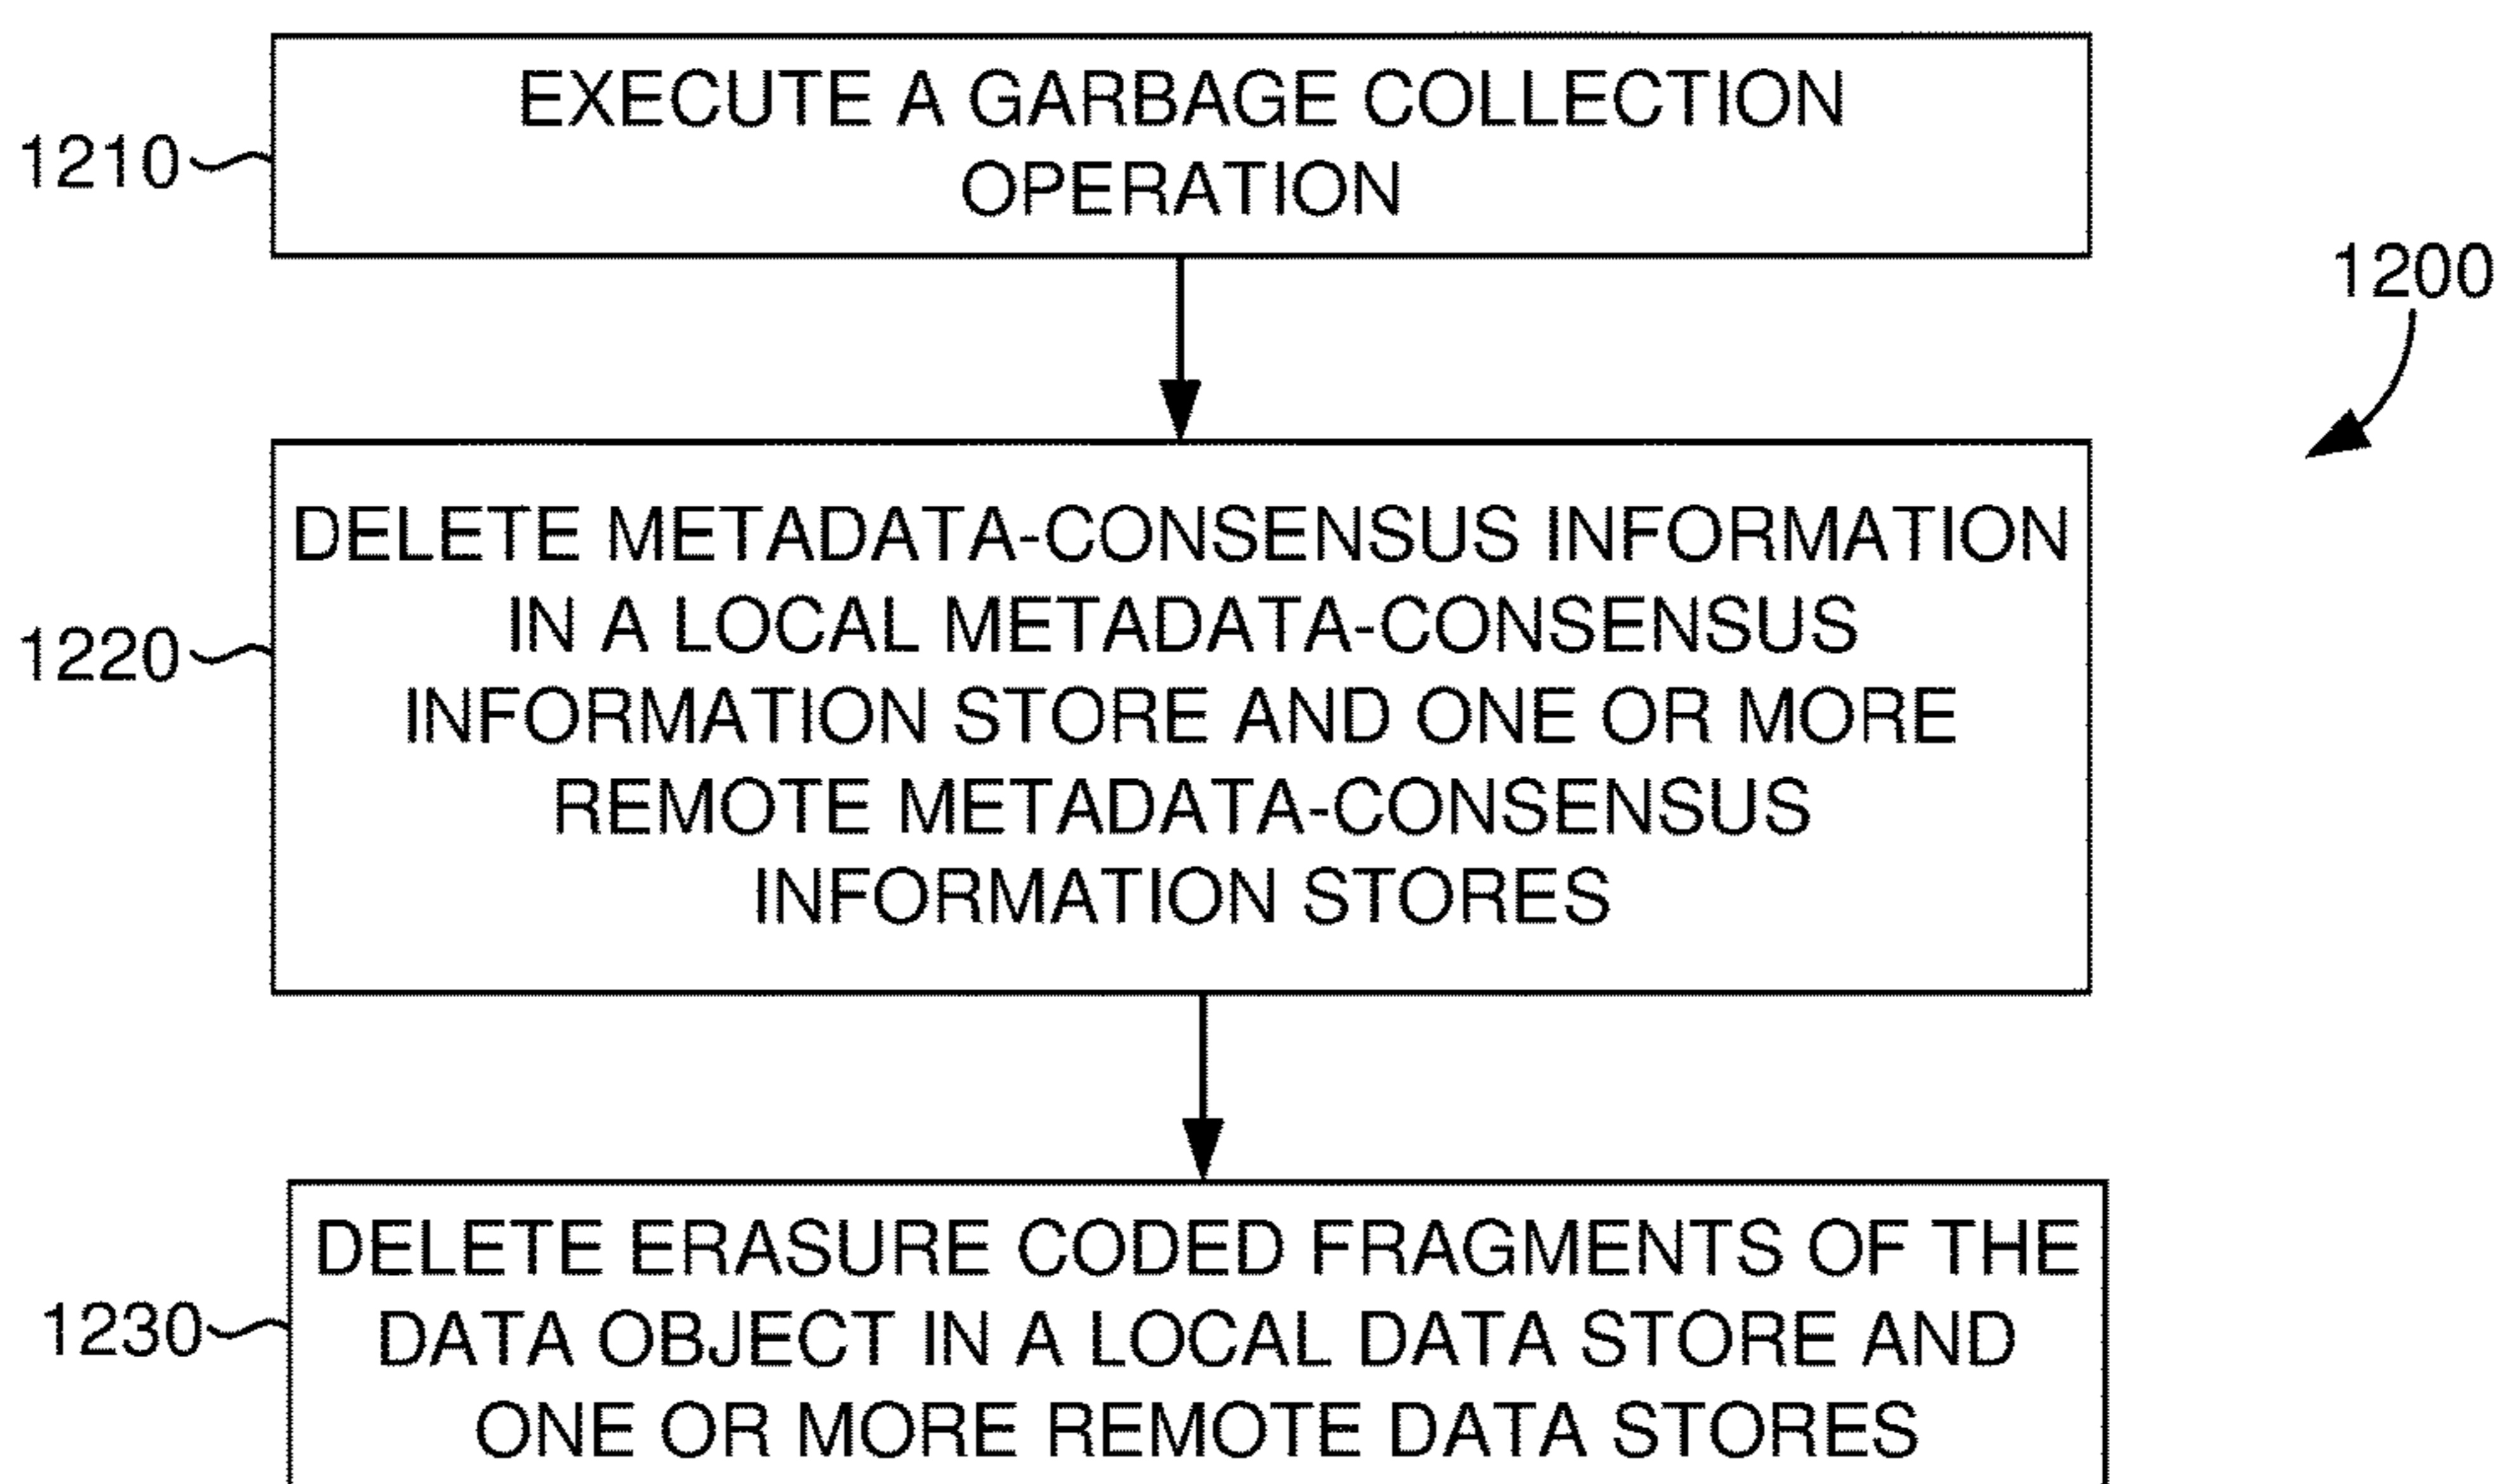 EXECUTE A GARBAGE COLLECTION
OPERATION
1210
1200
DELETE METADATA-CONSENSUS INFORMATION
IN A LOCAL METADATA-CONSENSUS
INFORMATION STORE AND ONE OR MORE
REMOTE METADATA-CONSENSUS
INFORMATION STORES
1220
DELETE ERASURE CODED FRAGMENTS OF THE
DATA OBJECT IN A LOCAL DATA STORE AND
ONE OR MORE REMOTE DATA STORES
1230